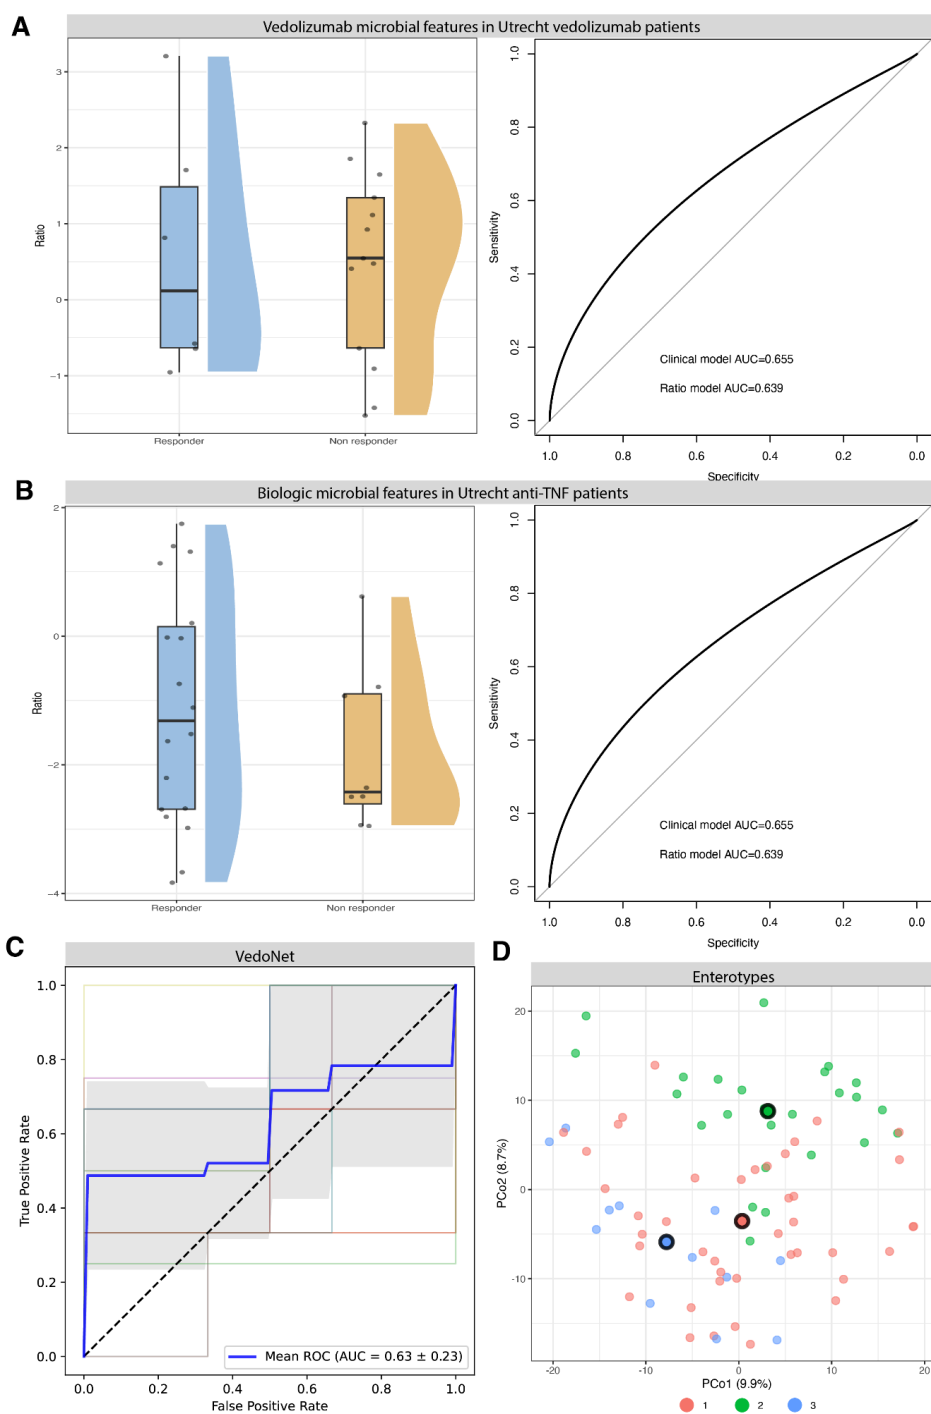 A
Vedolizumab microbial features in Utrecht vedolizumab patients
3
2
1
0
−1
Ratio
Responder
Non responder
1.0
0.8
0.6
0.4
0.2
0.0
Sensitivity
Clinical model AUC=0.655
Ratio model AUC=0.639
1.0 0.8 0.6 0.4 0.2 0.0
Specificity
B
Biologic microbial features in Utrecht anti-TNF patients
2
0
−2
−4
Ratio
Responder
Non responder
1.0
0.8
0.6
0.4
0.2
0.0
Sensitivity
Clinical model AUC=0.655
Ratio model AUC=0.639
1.0 0.8 0.6 0.4 0.2 0.0
Specificity
C
VedoNet
1.0
0.8
0.6
0.4
0.2
0.0
True Positive Rate
Mean ROC (AUC = 0.63 ± 0.23)
0.0 0.2 0.4 0.6 0.8 1.0
False Positive Rate
D
Enterotypes
20
10
0
-10
PCo2 (8.7%)
-20 -10 0 10 20
PCo1 (9.9%)
1 2 3